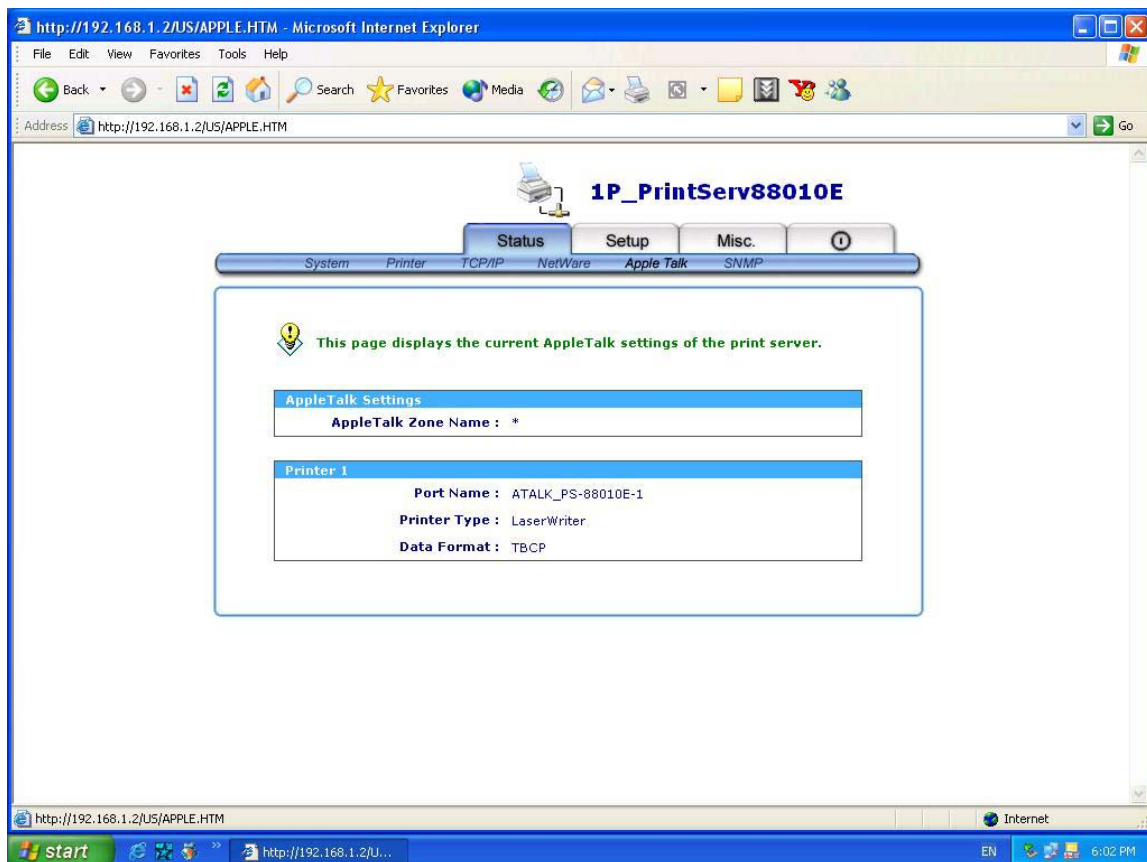 http://192.168.1.2/US/APPLE.HTM - Microsoft Internet Explorer
File Edit View Favorites Tools Help
Back Search Favorites Media
Address http://192.168.1.2/US/APPLE.HTM Go
1P_PrintServ88010E
Status Setup Misc.
System Printer TCP/IP NetWare Apple Talk SNMP
This page displays the current AppleTalk settings of the print server.
AppleTalk Settings
AppleTalk Zone Name : *
Printer 1
Port Name : ATALK_PS-88010E-1
Printer Type : LaserWriter
Data Format : TBCP
http://192.168.1.2/US/APPLE.HTM Internet
start http://192.168.1.2/U... EN 6:02 PM